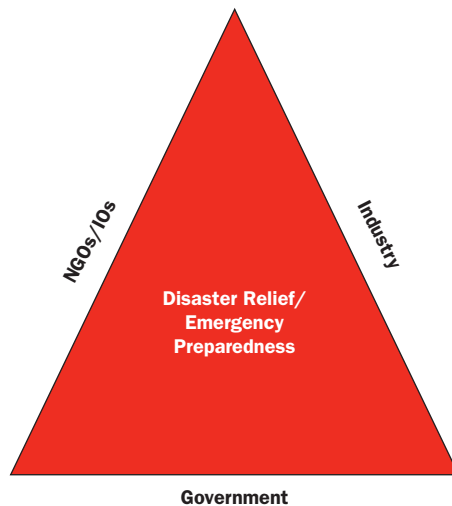 NGOs/IOs
Industry
Disaster Relief/
Emergency
Preparedness
Government